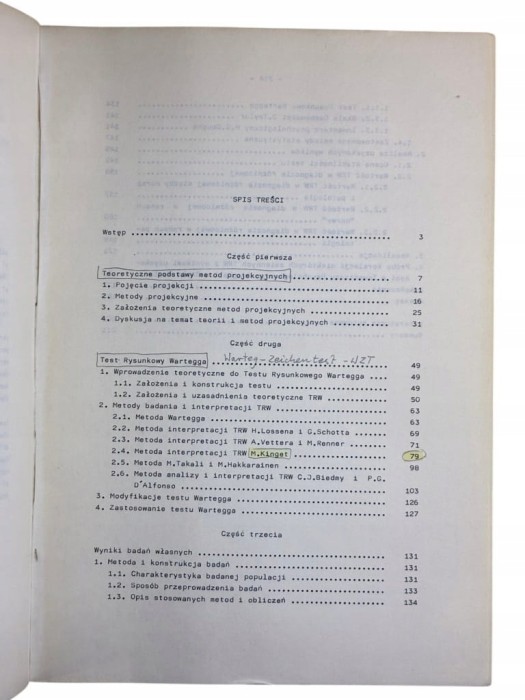 SPIS TREŚCI
Wstęp ........ 3
Część pierwsza
Teoretyczne podstawy metod projekcyjnych ........ 7
1. Pojęcie projekcji ........ 11
2. Metody projekcyjne ........ 16
3. Założenia teoretyczne metod projekcyjnych ........ 25
4. Dyskusja na temat teorii i metod projekcyjnych ........ 31
Część druga
Test Rysunkowy Wartegga Warteg-Zeichentest -WZT ........ 49
1. Wprowadzenie teoretyczne do Testu Rysunkowego Wartegga .... 49
1.1. Założenia i konstrukcja testu ........ 49
1.2. Założenia i uzasadnienia teoretyczne TRW ........ 50
2. Metody badania i interpretacji TRW ........ 63
2.1. Metoda Wartegga ........ 63
2.2. Metoda interpretacji TRW H.Lossena i G.Schotta ........ 69
2.3. Metoda interpretacji TRW A.Vettera i M.Renner ........ 71
2.4. Metoda interpretacji TRW M.Kinget ........ 79
2.5. Metoda M.Takali i M.Hakkarainen ........ 98
2.6. Metoda analizy i interpretacji TRW C.J.Biedmy i P.G.
D'Alfonso ........ 103
3. Modyfikacje testu Wartegga ........ 126
4. Zastosowanie testu Wartegga ........ 127
Część trzecia
Wyniki badań własnych ........ 131
1. Metoda i konstrukcja badań ........ 131
1.1. Charakterystyka badanej populacji ........ 131
1.2. Sposób przeprowadzenia badań ........ 133
1.3. Opis stosowanych metod i obliczeń ........ 134